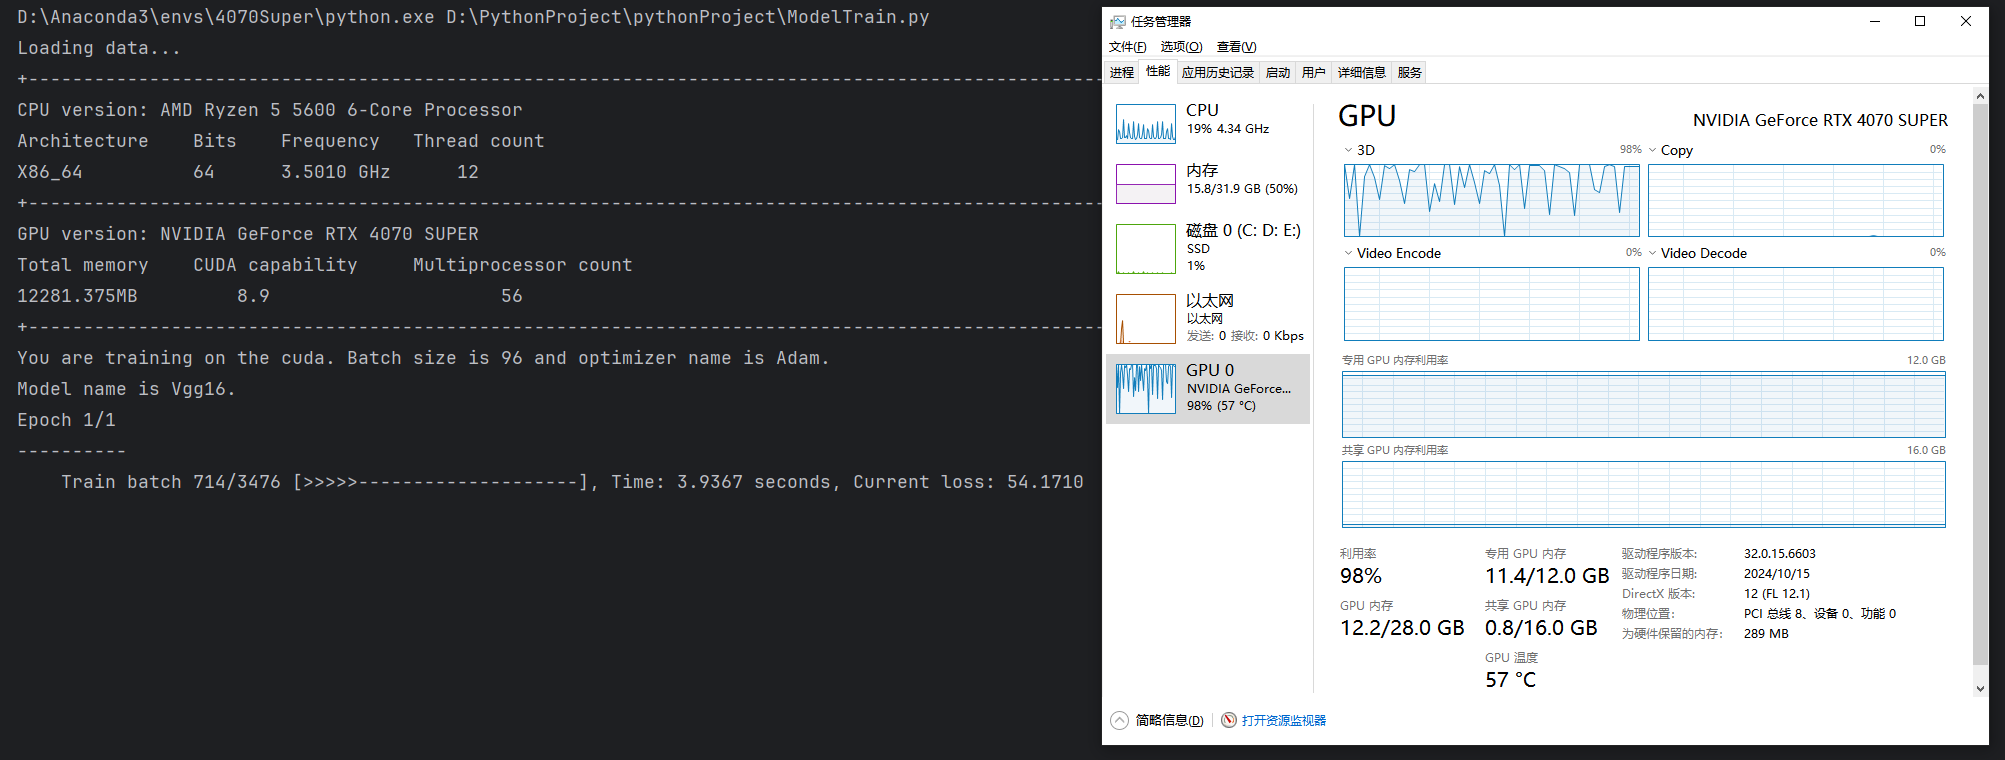 D:\Anaconda3\envs\4070Super\python.exe D:\PythonProject\pythonProject\ModelTrain.py
Loading data...
+---------------------------------------------------------------------------------------------------
CPU version: AMD Ryzen 5 5600 6-Core Processor
Architecture    Bits    Frequency   Thread count
X86_64          64      3.5010 GHz      12
+---------------------------------------------------------------------------------------------------
GPU version: NVIDIA GeForce RTX 4070 SUPER
Total memory    CUDA capability     Multiprocessor count
12281.375MB         8.9                     56
+---------------------------------------------------------------------------------------------------
You are training on the cuda. Batch size is 96 and optimizer name is Adam.
Model name is Vgg16.
Epoch 1/1
----------
Train batch 714/3476 [>>>>>--------------------], Time: 3.9367 seconds, Current loss: 54.1710
任务管理器
文件(F) 选项(O) 查看(V)
进程 性能 应用历史记录 启动 用户 详细信息 服务
CPU
19% 4.34 GHz
内存
15.8/31.9 GB (50%)
磁盘 0 (C: D: E:)
SSD
1%
以太网
以太网
发送: 0 接收: 0 Kbps
GPU 0
NVIDIA GeForce...
98% (57 °C)
GPU
NVIDIA GeForce RTX 4070 SUPER
3D 98% Copy 0%
Video Encode 0% Video Decode 0%
专用 GPU 内存利用率 12.0 GB
共享 GPU 内存利用率 16.0 GB
利用率
98%
专用 GPU 内存
11.4/12.0 GB
GPU 内存
12.2/28.0 GB
共享 GPU 内存
0.8/16.0 GB
GPU 温度
57 °C
驱动程序版本: 32.0.15.6603
驱动程序日期: 2024/10/15
DirectX 版本: 12 (FL 12.1)
物理位置: PCI 总线 8、设备 0、功能 0
为硬件保留的内存: 289 MB
简略信息(D) 打开资源监视器